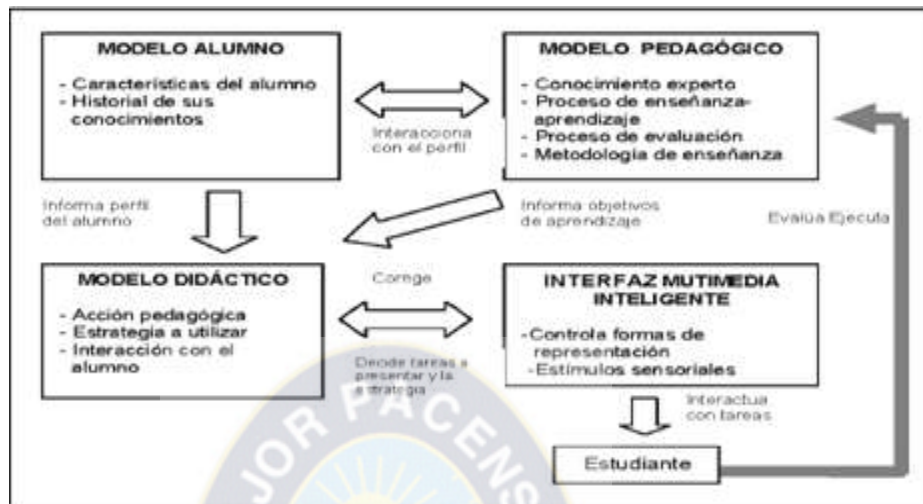 MODELO ALUMNO
- Características del alumno
- Historial de sus
conocimientos
Interacciona
con el perfil
MODELO PEDAGÓGICO
- Conocimiento experto
- Proceso de enseñanza-
aprendizaje
- Proceso de evaluación
- Metodología de enseñanza
Informa perfil
del alumno
Informa objetivos
de aprendizaje
Evalúa Ejecuta
MODELO DIDÁCTICO
- Acción pedagógica
- Estrategia a utilizar
- Interacción con el
alumno
Corrige
Decide tareas a
presentar y la
estrategia
INTERFAZ MUTIMEDIA
INTELIGENTE
-Controla formas de
representación
-Estímulos sensoriales
Interactua
con tareas
Estudiante
JOR PACENS